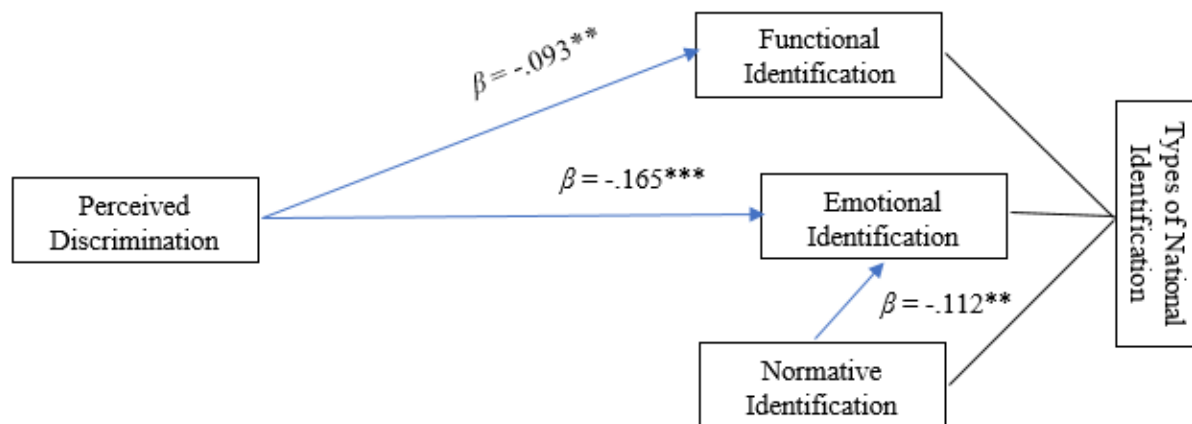 Functional
Identification
β = -.093**
β = -.165***
Perceived
Discrimination
Emotional
Identification
Types of National
Identification
β = -.112**
Normative
Identification